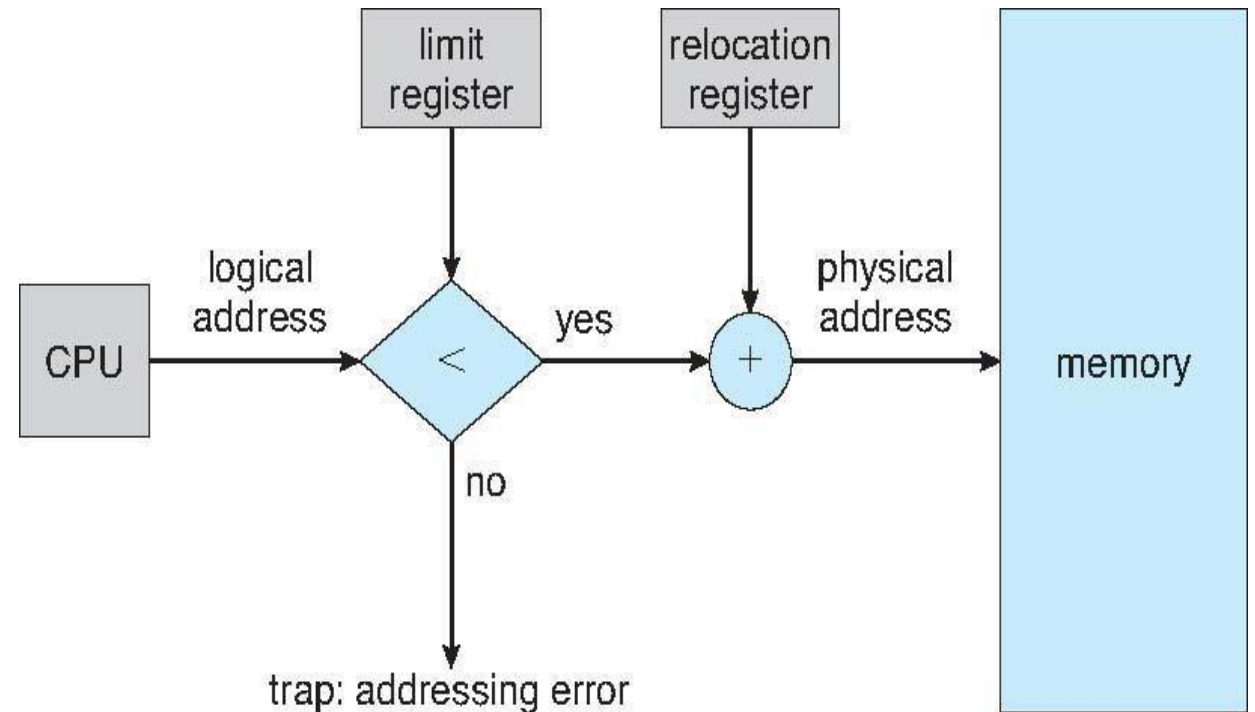 limit
register
relocation
register
logical
address
physical
address
CPU
<
yes
+
memory
no
trap: addressing error